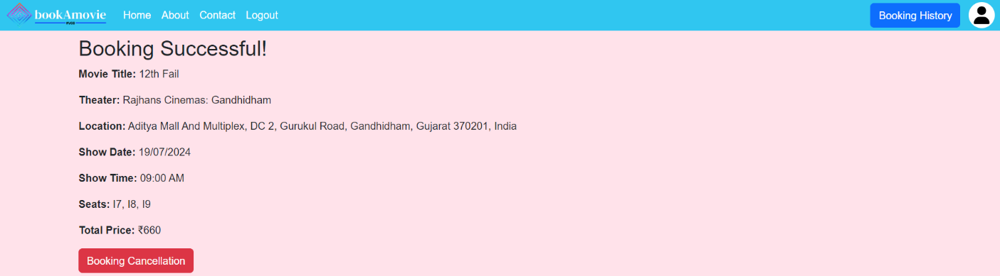 bookAmovie Home About Contact Logout Booking History
Booking Successful!
Movie Title: 12th Fail
Theater: Rajhans Cinemas: Gandhidham
Location: Aditya Mall And Multiplex, DC 2, Gurukul Road, Gandhidham, Gujarat 370201, India
Show Date: 19/07/2024
Show Time: 09:00 AM
Seats: I7, I8, I9
Total Price: ₹660
Booking Cancellation